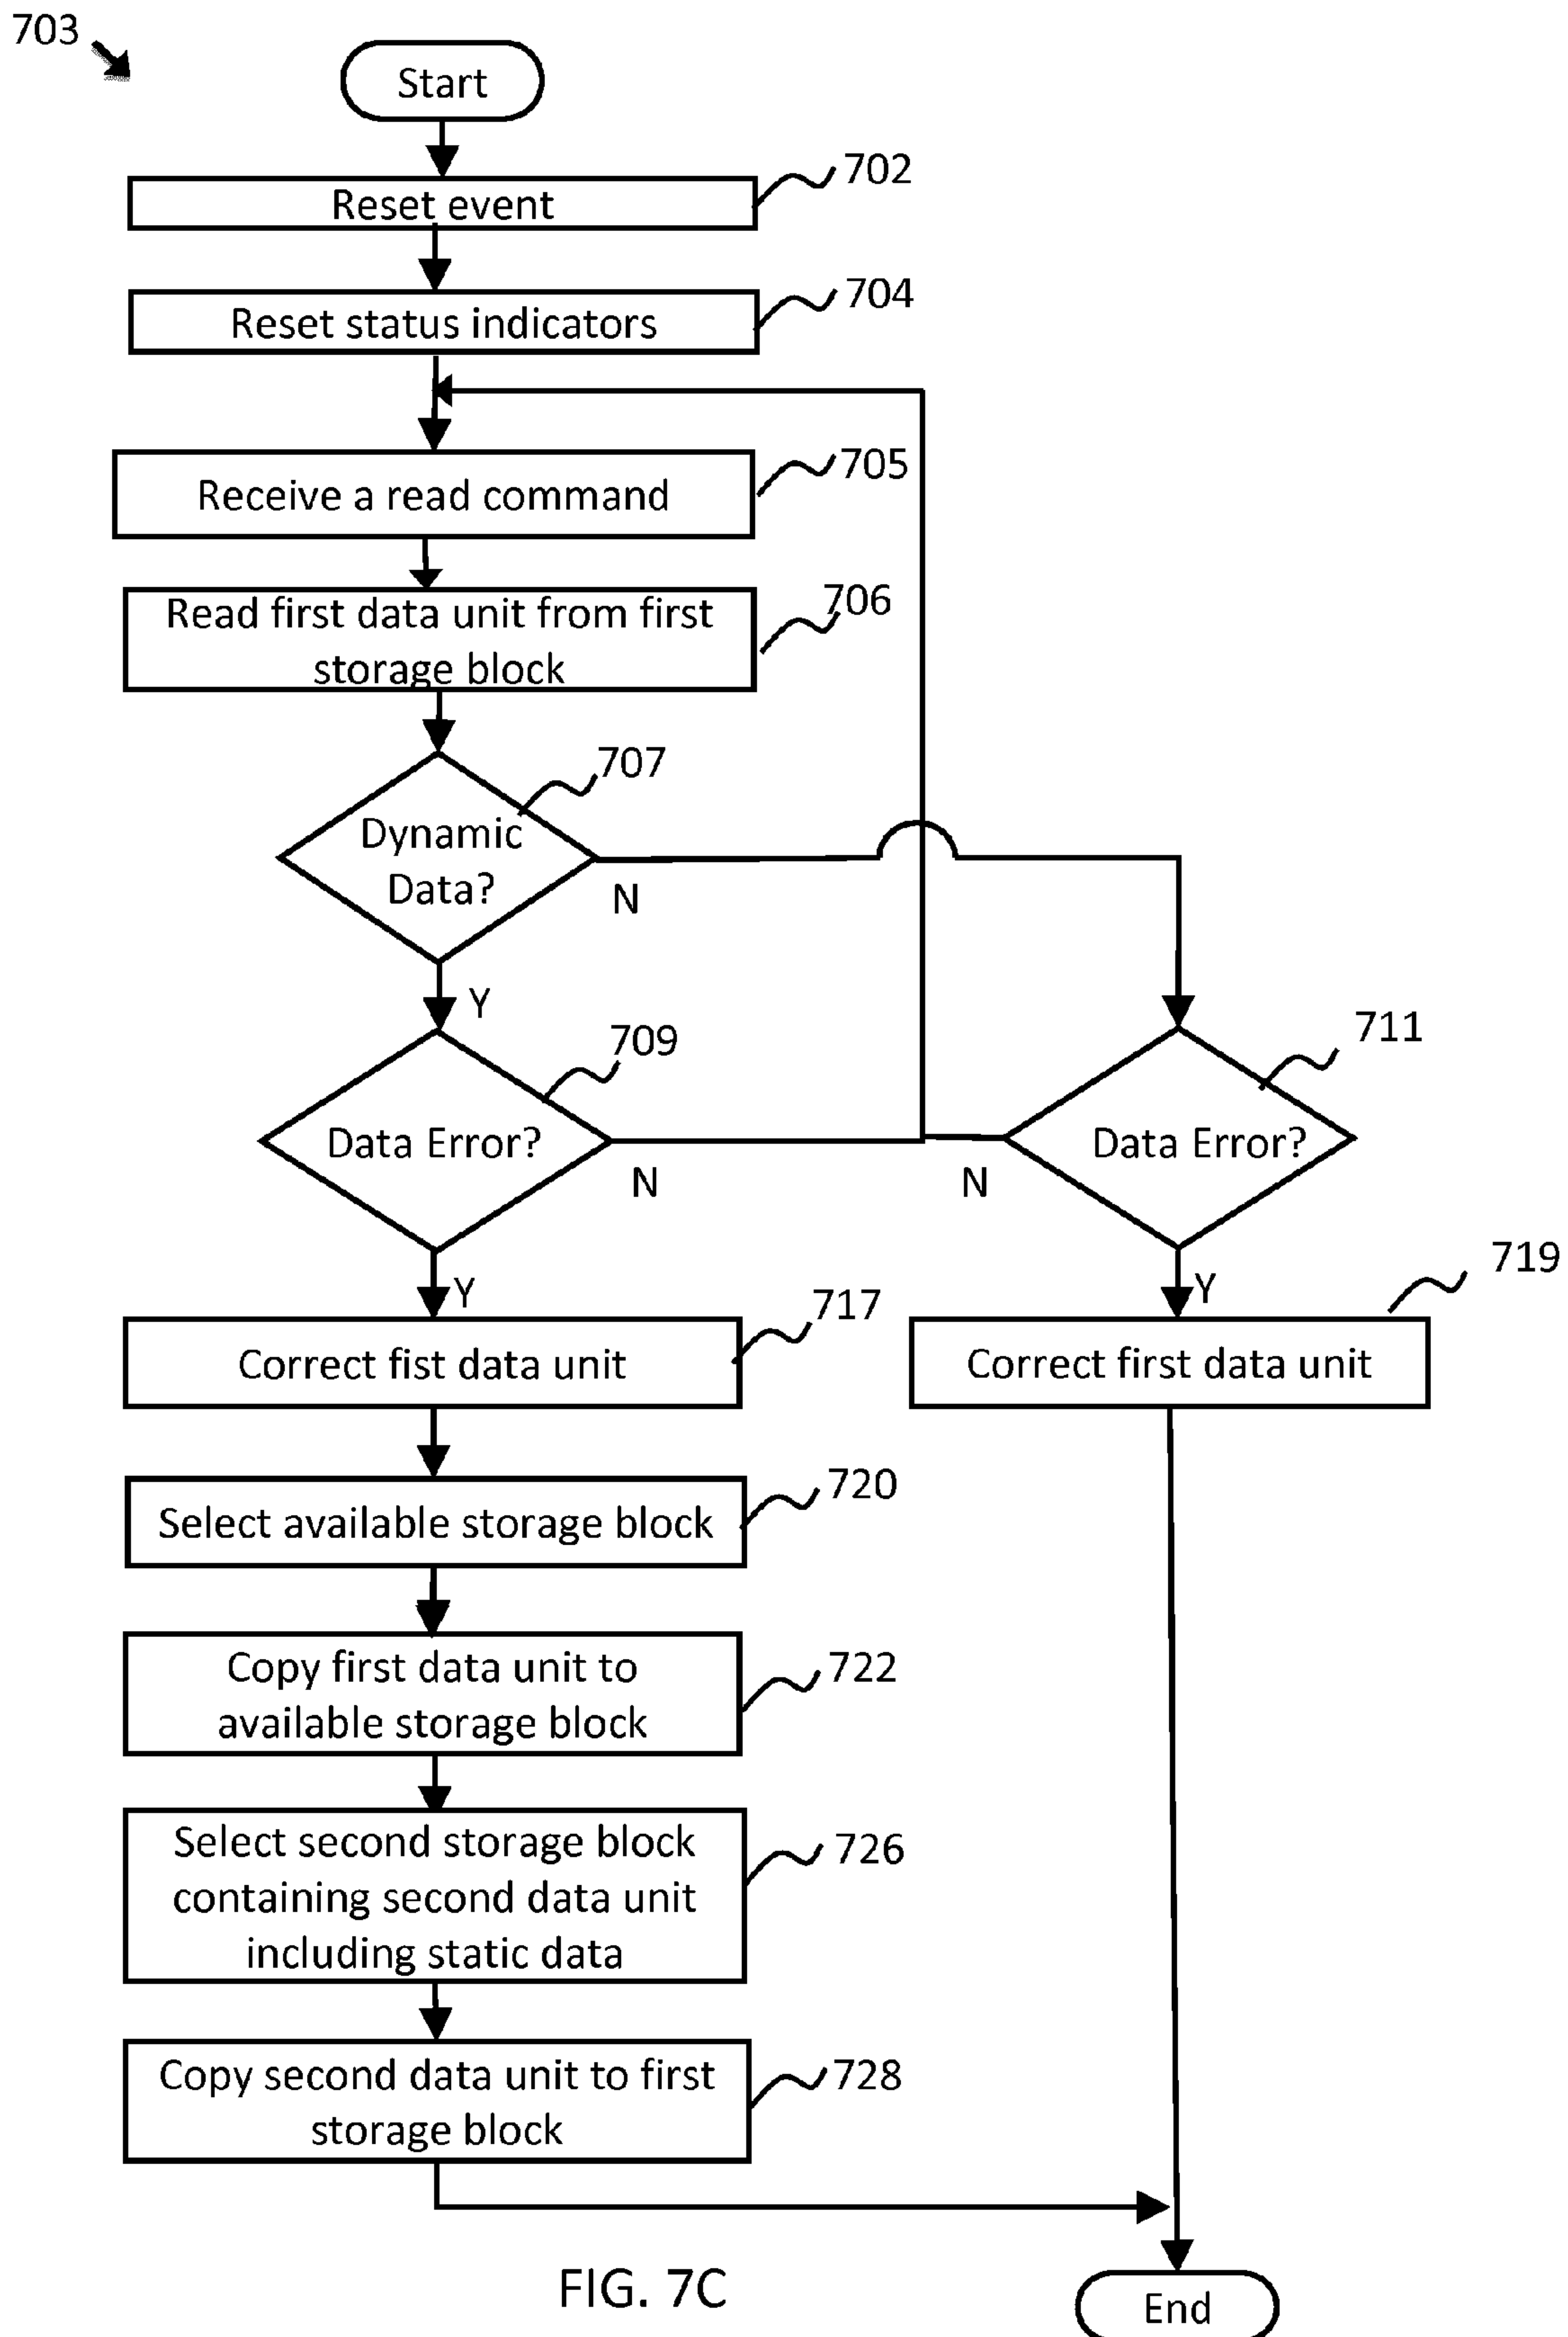 703
Start
702
Reset event
704
Reset status indicators
705
Receive a read command
706
Read first data unit from first
storage block
707
Dynamic
Data?
N
Y
709
711
Data Error?
Data Error?
N
N
Y
Y
719
717
Correct fist data unit
Correct first data unit
720
Select available storage block
722
Copy first data unit to
available storage block
726
Select second storage block
containing second data unit
including static data
728
Copy second data unit to first
storage block
FIG. 7C
End